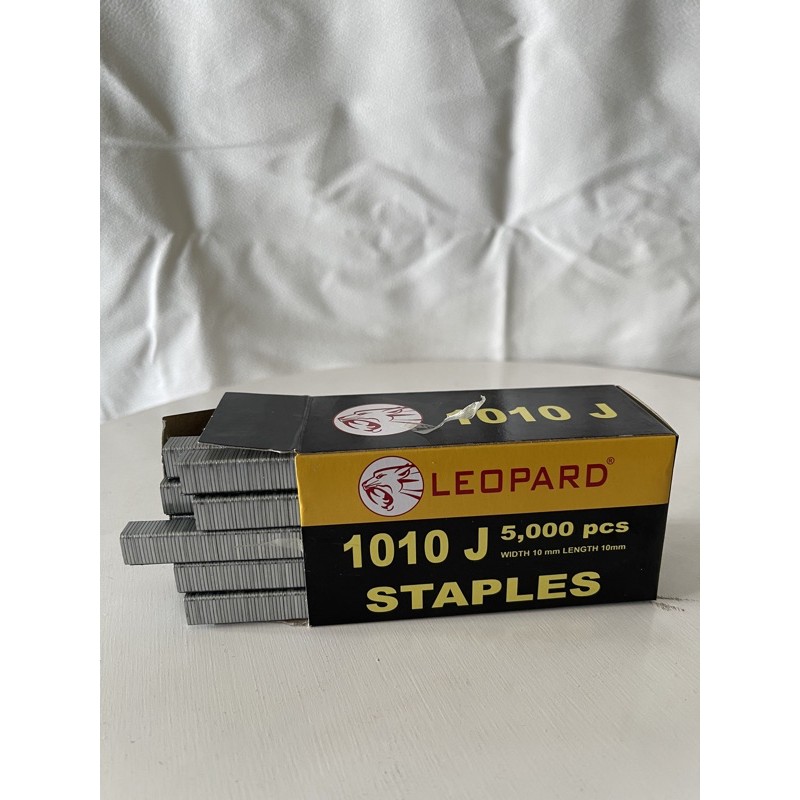 1010 J
LEOPARD®
1010 J 5,000 pcs
WIDTH 10 mm LENGTH 10mm
STAPLES